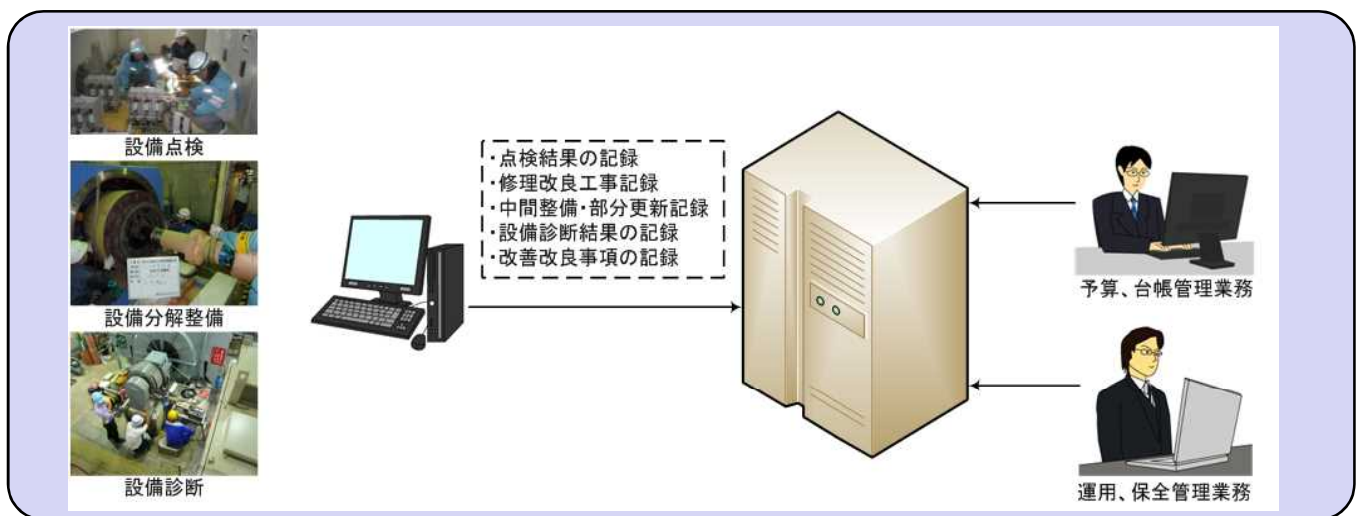 設備点検
設備分解整備
設備診断
・点検結果の記録
・修理改良工事記録
・中間整備・部分更新記録
・設備診断結果の記録
・改善改良事項の記録
予算、台帳管理業務
運用、保全管理業務